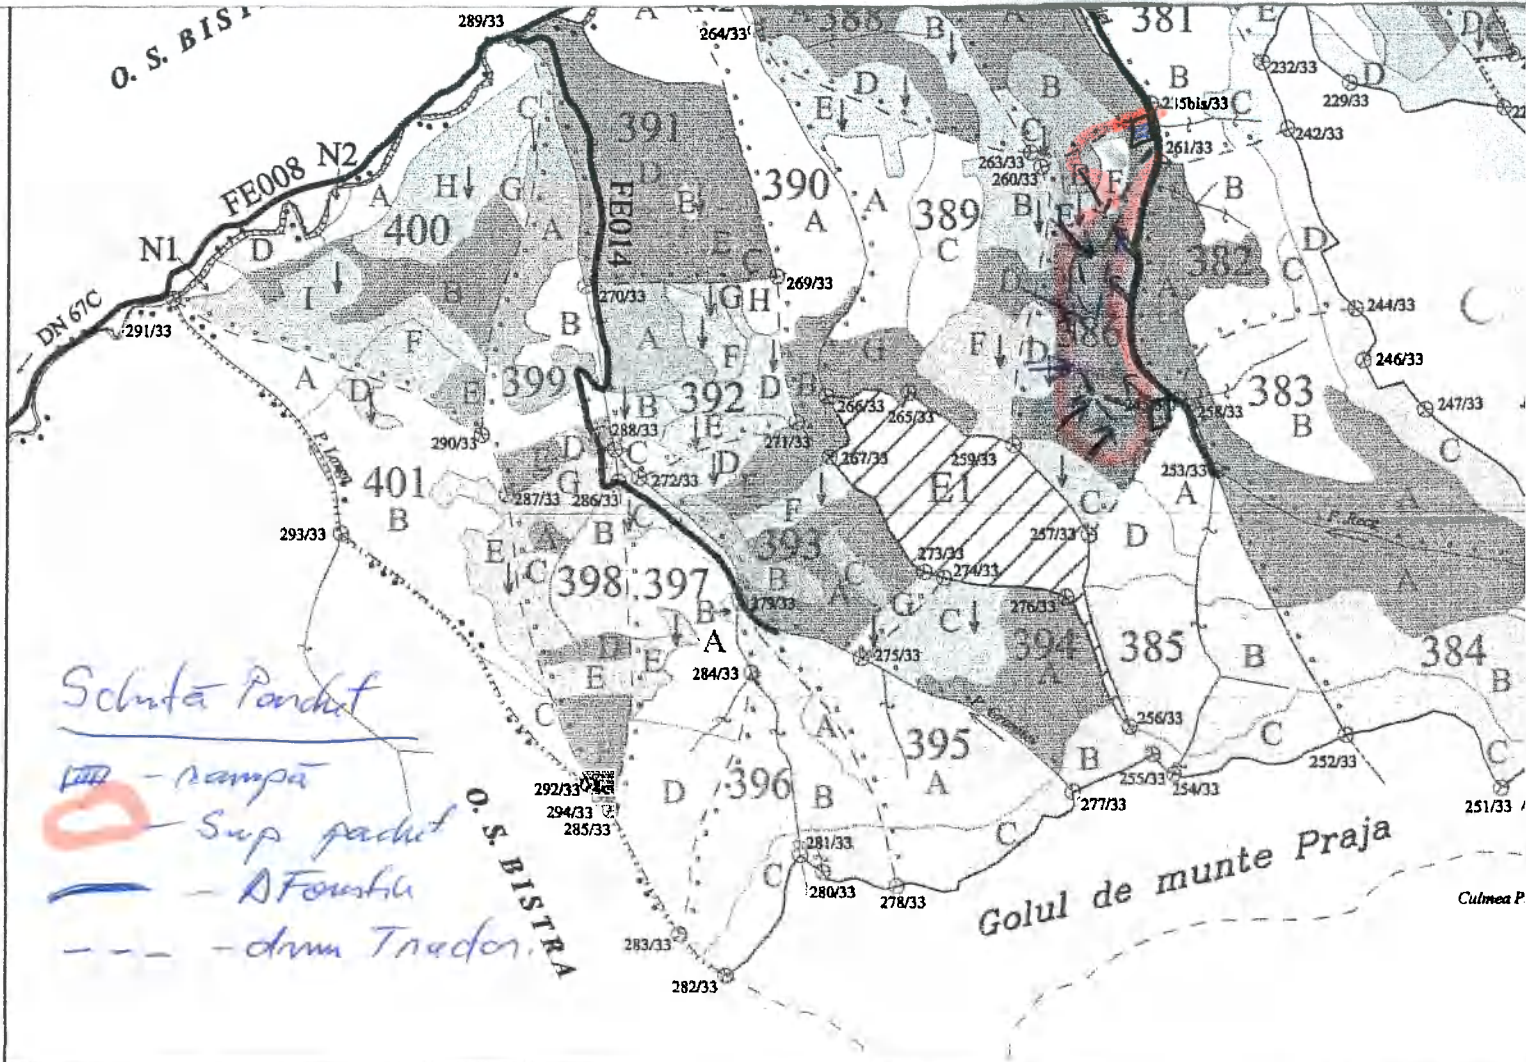 289/33
A
N2
264/33
388
B
A
381
E
D
O. S. BIST
232/33
B
D
229/33
235bis/33
C
242/33
261/33
C
391
E
D
B
C
263/33
260/33
B
F
N2
FE008
A
H
G
400
A
FE014
D
B
390
A
A
389
C
B
F
B
382
D
C
N1
D
I
B
E
C
269/33
270/33
G
H
D
C
A
244/33
DN 67C
291/33
F
B
A
F
G
F
D
386
246/33
A
D
E
399
392
B
D
B
266/33
265/33
383
B
247/33
258/33
290/33
288/33
E
271/33
D
C
272/33
267/33
259/33
253/33
C
401
B
287/33
G
286/33
C
F
E1
C
A
A
F. Rece
293/33
E
A
B
257/33
D
C
398
397
393
B
C
A
273/33
274/33
G
C
276/33
A
B
A
279/33
D
E
E
275/33
394
A
385
B
384
B
284/33
C
Schită Parchet
- rampă
- Sup parchet
- D Forestier
- drum Tractor.
A
395
A
256/33
B
255/33
254/33
C
252/33
C
251/33
292/33
294/33
285/33
D
396
B
277/33
C
O. S. BISTRA
281/33
C
280/33
278/33
Golul de munte Praja
Culmea P
283/33
282/33